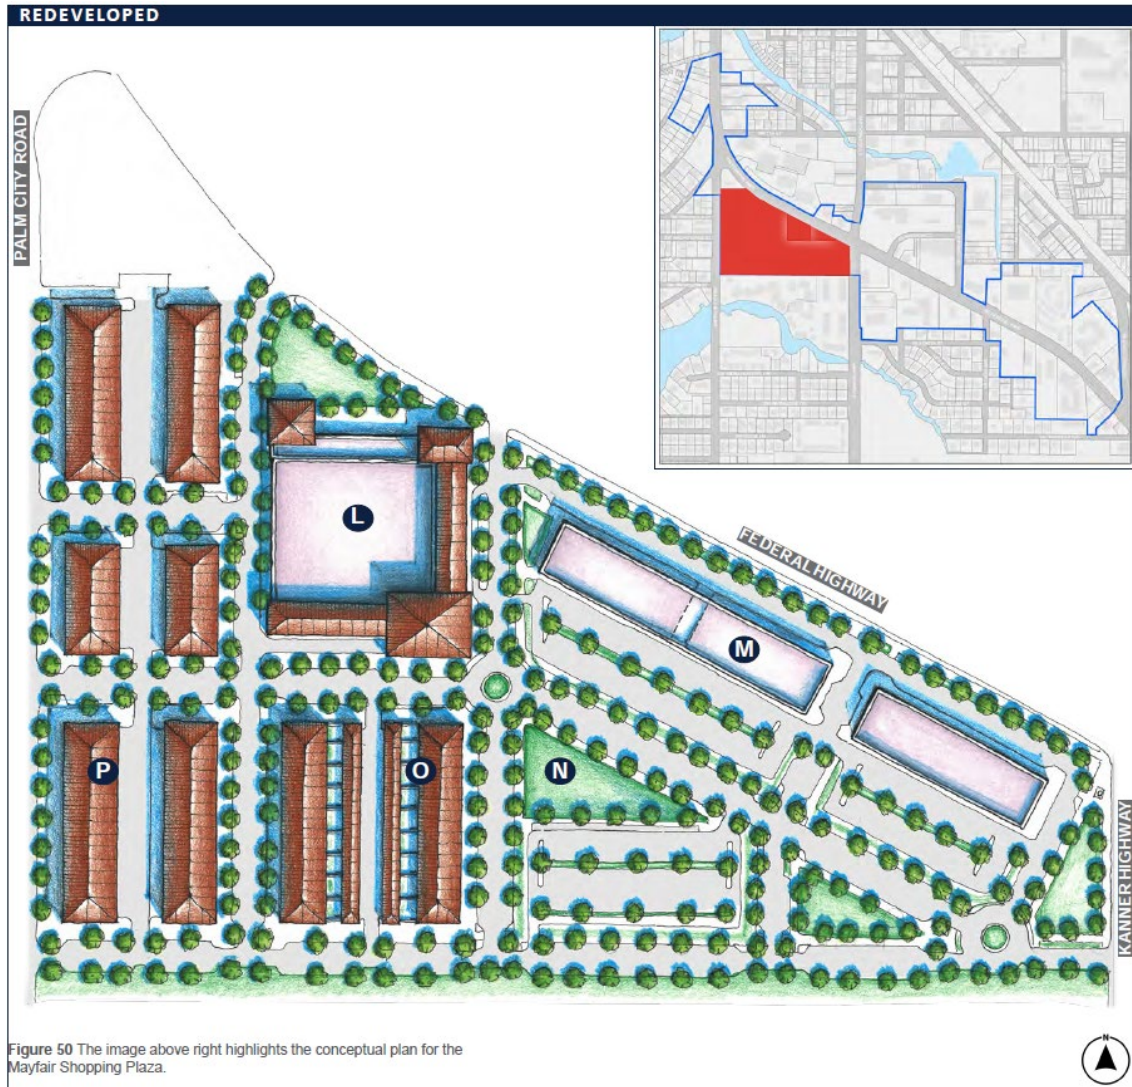 REDEVELOPED
PALM CITY ROAD
L
FEDERAL HIGHWAY
M
P
O
N
KANNER HIGHWAY
Figure 50 The image above right highlights the conceptual plan for the
Mayfair Shopping Plaza.
N